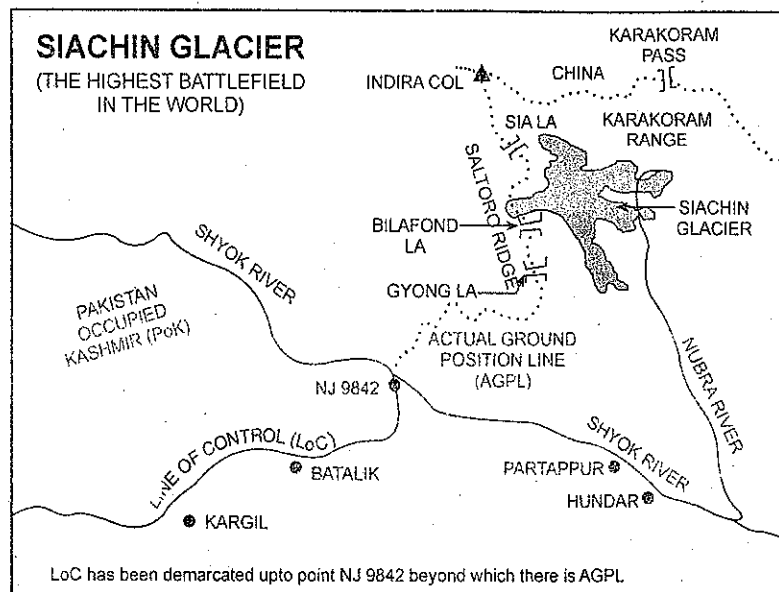 SIACHIN GLACIER
(THE HIGHEST BATTLEFIELD
IN THE WORLD)
INDIRA COL
CHINA
KARAKORAM
PASS
SIA LA
KARAKORAM
RANGE
SALTORO RIDGE
BILAFOND
LA
SIACHIN
GLACIER
GYONG LA
SHYOK RIVER
PAKISTAN
OCCUPIED
KASHMIR (PoK)
ACTUAL GROUND
POSITION LINE
(AGPL)
NJ 9842
NUBRA RIVER
LINE OF CONTROL (LoC)
BATALIK
PARTAPPUR
SHYOK RIVER
HUNDAR
KARGIL
LoC has been demarcated upto point NJ 9842 beyond which there is AGPL